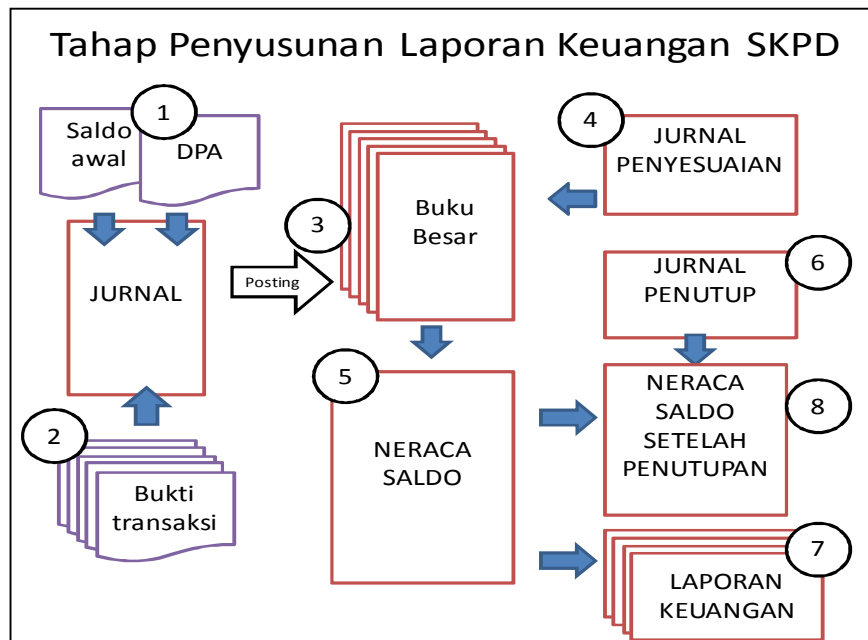 Tahap Penyusunan Laporan Keuangan SKPD
1
Saldo
awal
DPA
JURNAL
2
Bukti
transaksi
Posting
3
Buku
Besar
4
JURNAL
PENYESUAIAN
5
NERACA
SALDO
6
JURNAL
PENUTUP
NERACA
SALDO
SETELAH
PENUTUPAN
8
7
LAPORAN
KEUANGAN